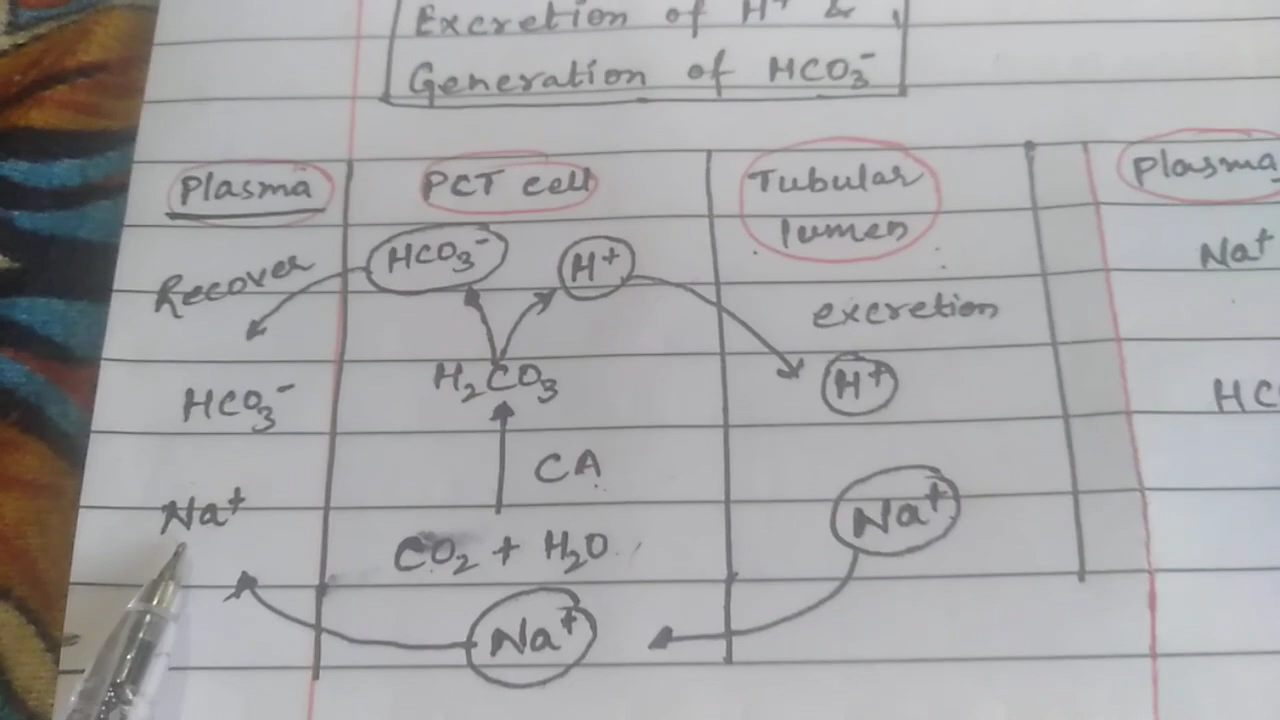 Excretion of H⁺ &
Generation of HCO₃⁻
Plasma
PCT cell
Tubular
lumen
Plasma
Recover
HCO₃⁻
H⁺
excretion
Na⁺
HCO₃⁻
H₂CO₃
H⁺
HC
CA
Na⁺
CO₂ + H₂O
Na⁺
Na⁺